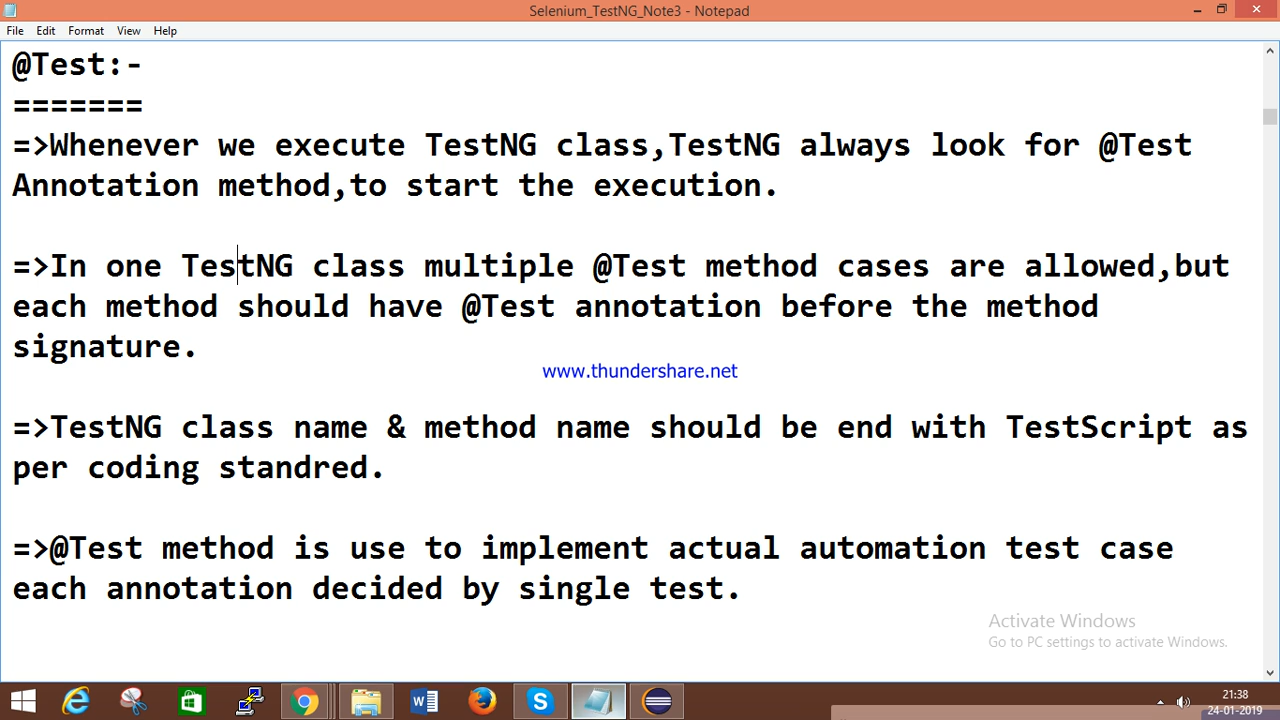 Selenium_TestNG_Note3 - Notepad
File Edit Format View Help
@Test:-
=======
=>Whenever we execute TestNG class,TestNG always look for @Test
Annotation method,to start the execution.
=>In one TestNG class multiple @Test method cases are allowed,but
each method should have @Test annotation before the method
signature.
www.thundershare.net
=>TestNG class name & method name should be end with TestScript as
per coding standred.
=>@Test method is use to implement actual automation test case
each annotation decided by single test.
Activate Windows
Go to PC settings to activate Windows.
21:38
24-01-2019